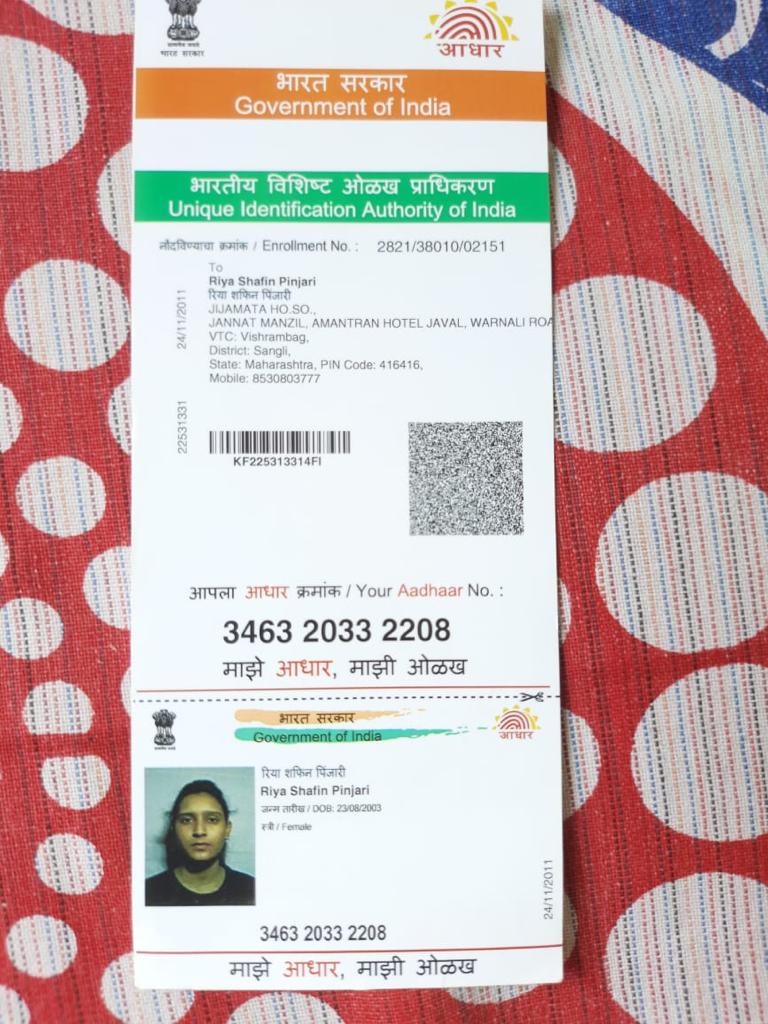 सत्यमेव जयते
भारत सरकार
आधार
भारत सरकार
Government of India
भारतीय विशिष्ट ओळख प्राधिकरण
Unique Identification Authority of India
नोंदविण्याचा क्रमांक / Enrollment No. : 2821/38010/02151
To
Riya Shafin Pinjari
रिया शफिन पिंजारी
JIJAMATA HO.SO.,
JANNAT MANZIL, AMANTRAN HOTEL JAVAL, WARNALI ROA
VTC: Vishrambag,
District: Sangli,
State: Maharashtra, PIN Code: 416416,
Mobile: 8530803777
24/11/2011
22531331
KF225313314FI
आपला आधार क्रमांक / Your Aadhaar No. :
3463 2033 2208
माझे आधार, माझी ओळख
भारत सरकार
Government of India
आधार
रिया शफिन पिंजारी
Riya Shafin Pinjari
जन्म तारीख / DOB: 23/08/2003
स्त्री / Female
24/11/2011
3463 2033 2208
माझे आधार, माझी ओळख